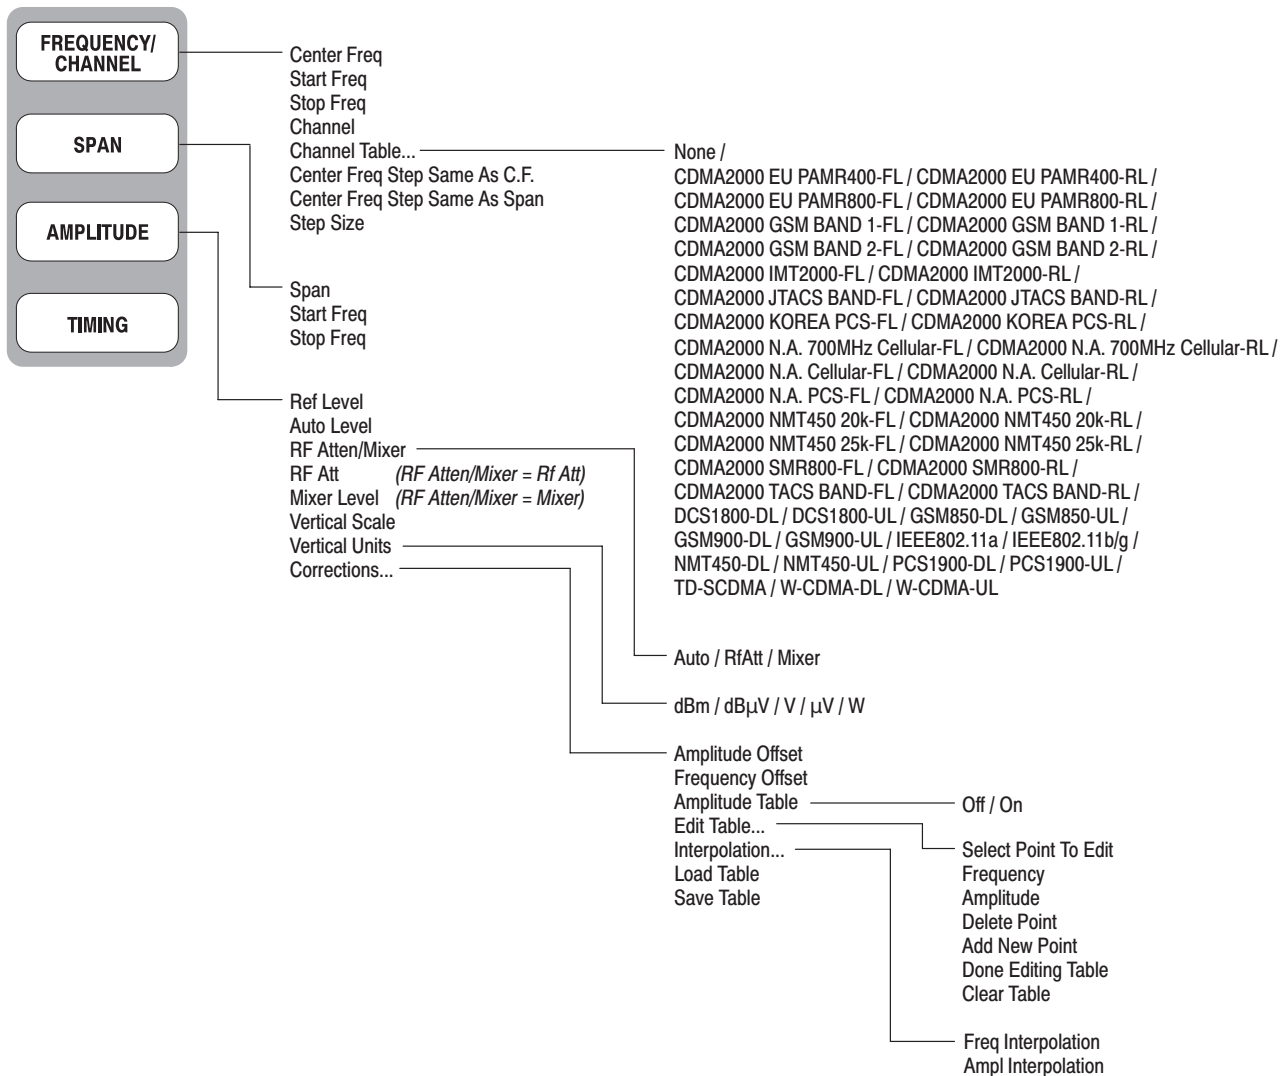 FREQUENCY/
CHANNEL
SPAN
AMPLITUDE
TIMING
Center Freq
Start Freq
Stop Freq
Channel
Channel Table...
Center Freq Step Same As C.F.
Center Freq Step Same As Span
Step Size
None /
CDMA2000 EU PAMR400-FL / CDMA2000 EU PAMR400-RL /
CDMA2000 EU PAMR800-FL / CDMA2000 EU PAMR800-RL /
CDMA2000 GSM BAND 1-FL / CDMA2000 GSM BAND 1-RL /
CDMA2000 GSM BAND 2-FL / CDMA2000 GSM BAND 2-RL /
CDMA2000 IMT2000-FL / CDMA2000 IMT2000-RL /
CDMA2000 JTACS BAND-FL / CDMA2000 JTACS BAND-RL /
CDMA2000 KOREA PCS-FL / CDMA2000 KOREA PCS-RL /
CDMA2000 N.A. 700MHz Cellular-FL / CDMA2000 N.A. 700MHz Cellular-RL /
CDMA2000 N.A. Cellular-FL / CDMA2000 N.A. Cellular-RL /
CDMA2000 N.A. PCS-FL / CDMA2000 N.A. PCS-RL /
CDMA2000 NMT450 20k-FL / CDMA2000 NMT450 20k-RL /
CDMA2000 NMT450 25k-FL / CDMA2000 NMT450 25k-RL /
CDMA2000 SMR800-FL / CDMA2000 SMR800-RL /
CDMA2000 TACS BAND-FL / CDMA2000 TACS BAND-RL /
DCS1800-DL / DCS1800-UL / GSM850-DL / GSM850-UL /
GSM900-DL / GSM900-UL / IEEE802.11a / IEEE802.11b/g /
NMT450-DL / NMT450-UL / PCS1900-DL / PCS1900-UL /
TD-SCDMA / W-CDMA-DL / W-CDMA-UL
Span
Start Freq
Stop Freq
Ref Level
Auto Level
RF Atten/Mixer
RF Att (RF Atten/Mixer = Rf Att)
Mixer Level (RF Atten/Mixer = Mixer)
Vertical Scale
Vertical Units
Corrections...
Auto / RfAtt / Mixer
dBm / dBµV / V / µV / W
Amplitude Offset
Frequency Offset
Amplitude Table
Edit Table...
Interpolation...
Load Table
Save Table
Off / On
Select Point To Edit
Frequency
Amplitude
Delete Point
Add New Point
Done Editing Table
Clear Table
Freq Interpolation
Ampl Interpolation